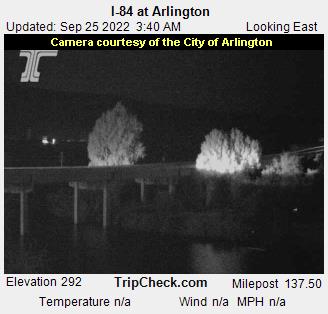 I-84 at Arlington
Updated: Sep 25 2022 3:40 AM Looking East
Camera courtesy of the City of Arlington
Elevation 292 TripCheck.com Milepost 137.50
Temperature n/a Wind n/a MPH n/a